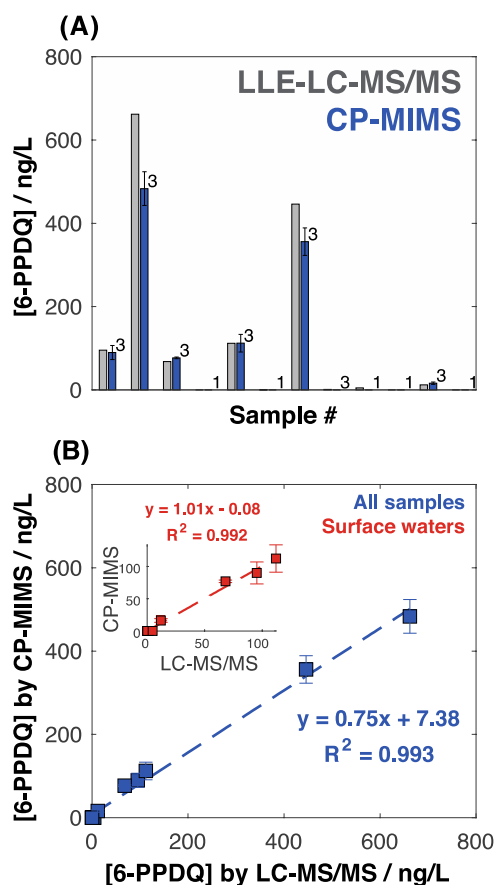 (A)
800
LLE-LC-MS/MS
CP-MIMS
600
400
200
0
[6-PPDQ] / ng/L
3
3
3
1
3
1
3
3
1
1
3
1
Sample #
(B)
800
All samples
Surface waters
y = 1.01x - 0.08
R² = 0.992
100
50
0
CP-MIMS
0
50
100
LC-MS/MS
600
400
200
0
[6-PPDQ] by CP-MIMS / ng/L
y = 0.75x + 7.38
R² = 0.993
0
200
400
600
800
[6-PPDQ] by LC-MS/MS / ng/L